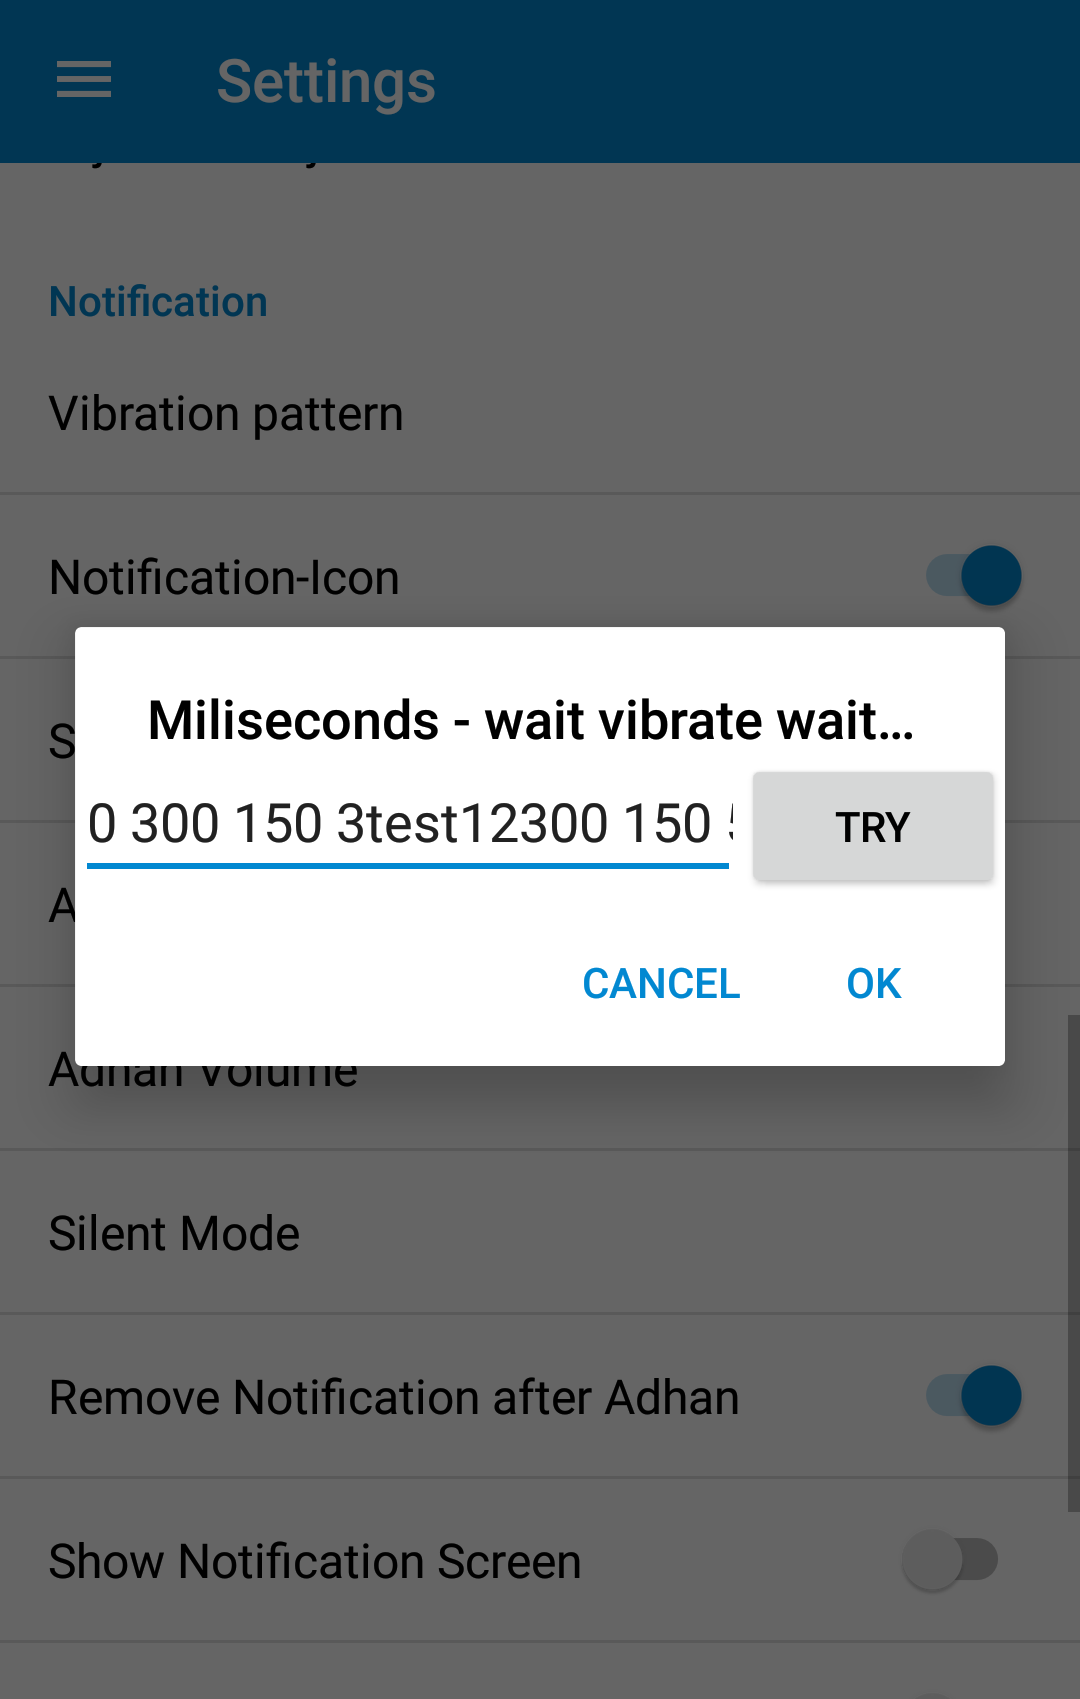 Settings
Notification
Vibration pattern
Notification-Icon
Miliseconds - wait vibrate wait...
0 300 150 3test12300 150
TRY
CANCEL
OK
Adhan Volume
Silent Mode
Remove Notification after Adhan
Show Notification Screen